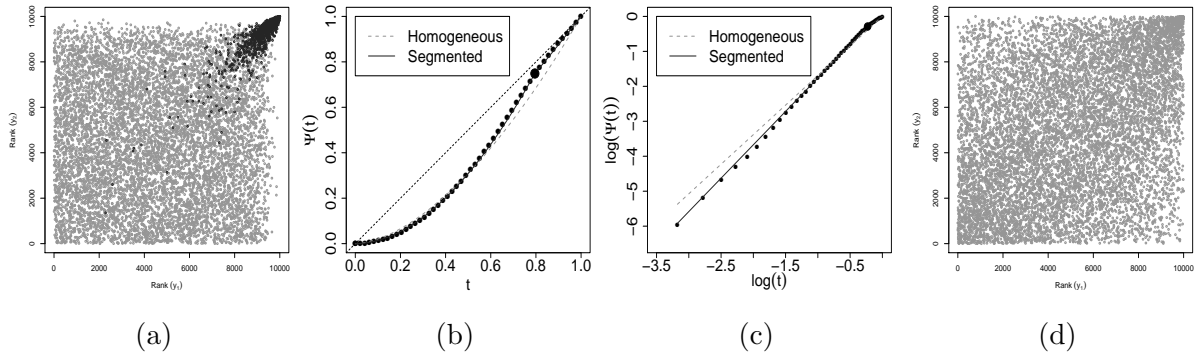 0 2000 4000 6000 8000 10000
Rank (y₂)
0 2000 4000 6000 8000 10000
Rank (y₁)
(a)
Homogeneous
Segmented
0.0 0.2 0.4 0.6 0.8 1.0
Ψ(t)
0.0 0.2 0.4 0.6 0.8 1.0
t
(b)
Homogeneous
Segmented
−6 −5 −4 −3 −2 −1 0
log(Ψ(t))
−3.5 −2.5 −1.5 −0.5
log(t)
(c)
0 2000 4000 6000 8000 10000
Rank (y₂)
0 2000 4000 6000 8000 10000
Rank (y₁)
(d)